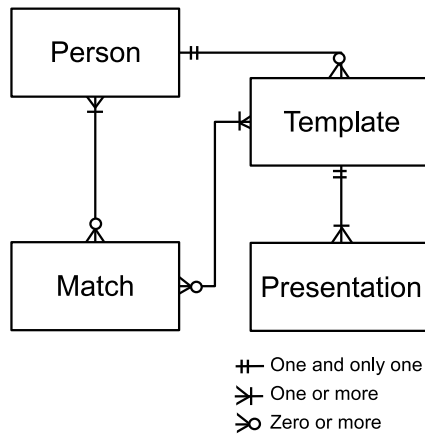 Person
Template
Match
Presentation
One and only one
One or more
Zero or more